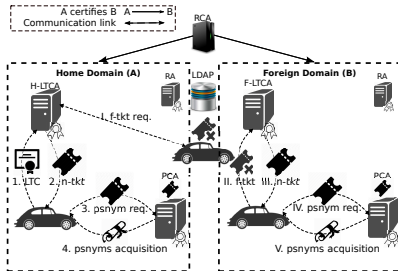 A certifies B A B
Communication link
RCA
Home Domain (A)
H-LTCA
RA
LDAP
Foreign Domain (B)
F-LTCA
RA
I. f-tkt req.
1. LTC
2. n-tkt
II. f-tkt
III. n-tkt
PCA
PCA
3. psnym req.
IV. psnym req.
4. psnyms acquisition
V. psnyms acquisition